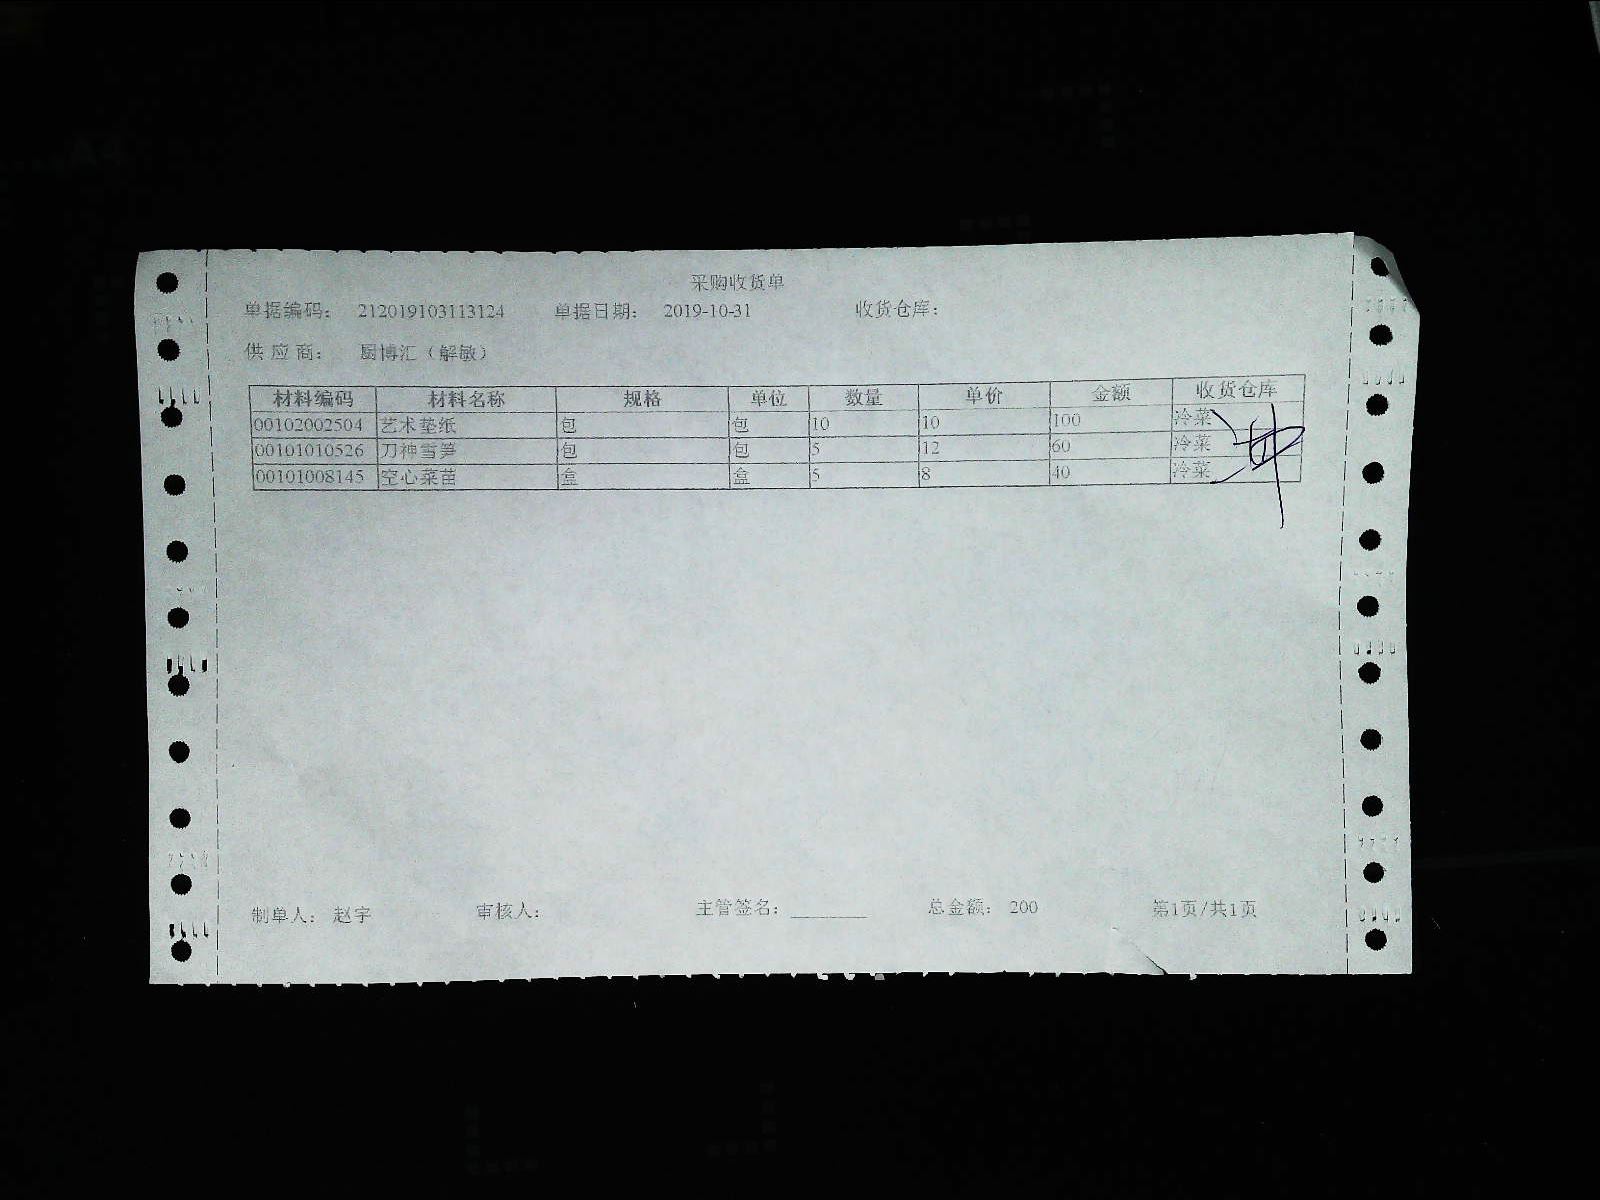 采购收货单
单据编码： 212019103113124 单据日期： 2019-10-31 收货仓库：
供应商： 厨博汇（解敏）
材料编码 材料名称 规格 单位 数量 单价 金额 收货仓库
00102002504 艺术垫纸 包 包 10 10 100 冷菜
00101010526 刀神雪笋 包 包 5 12 60 冷菜
00101008145 空心菜苗 盒 盒 5 8 40 冷菜
制单人： 赵宇 审核人： 主管签名：________ 总金额： 200 第1页/共1页